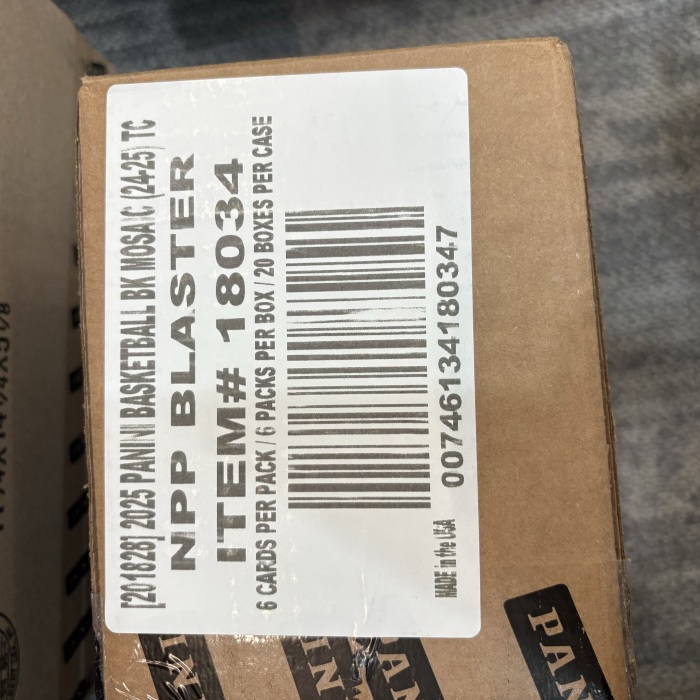 [201828] 2025 PANINI BASKETBALL BK MOSAIC (24-25) TC
NPP BLASTER
ITEM# 18034
6 CARDS PER PACK / 6 PACKS PER BOX / 20 BOXES PER CASE
00746134180347
MADE in the USA